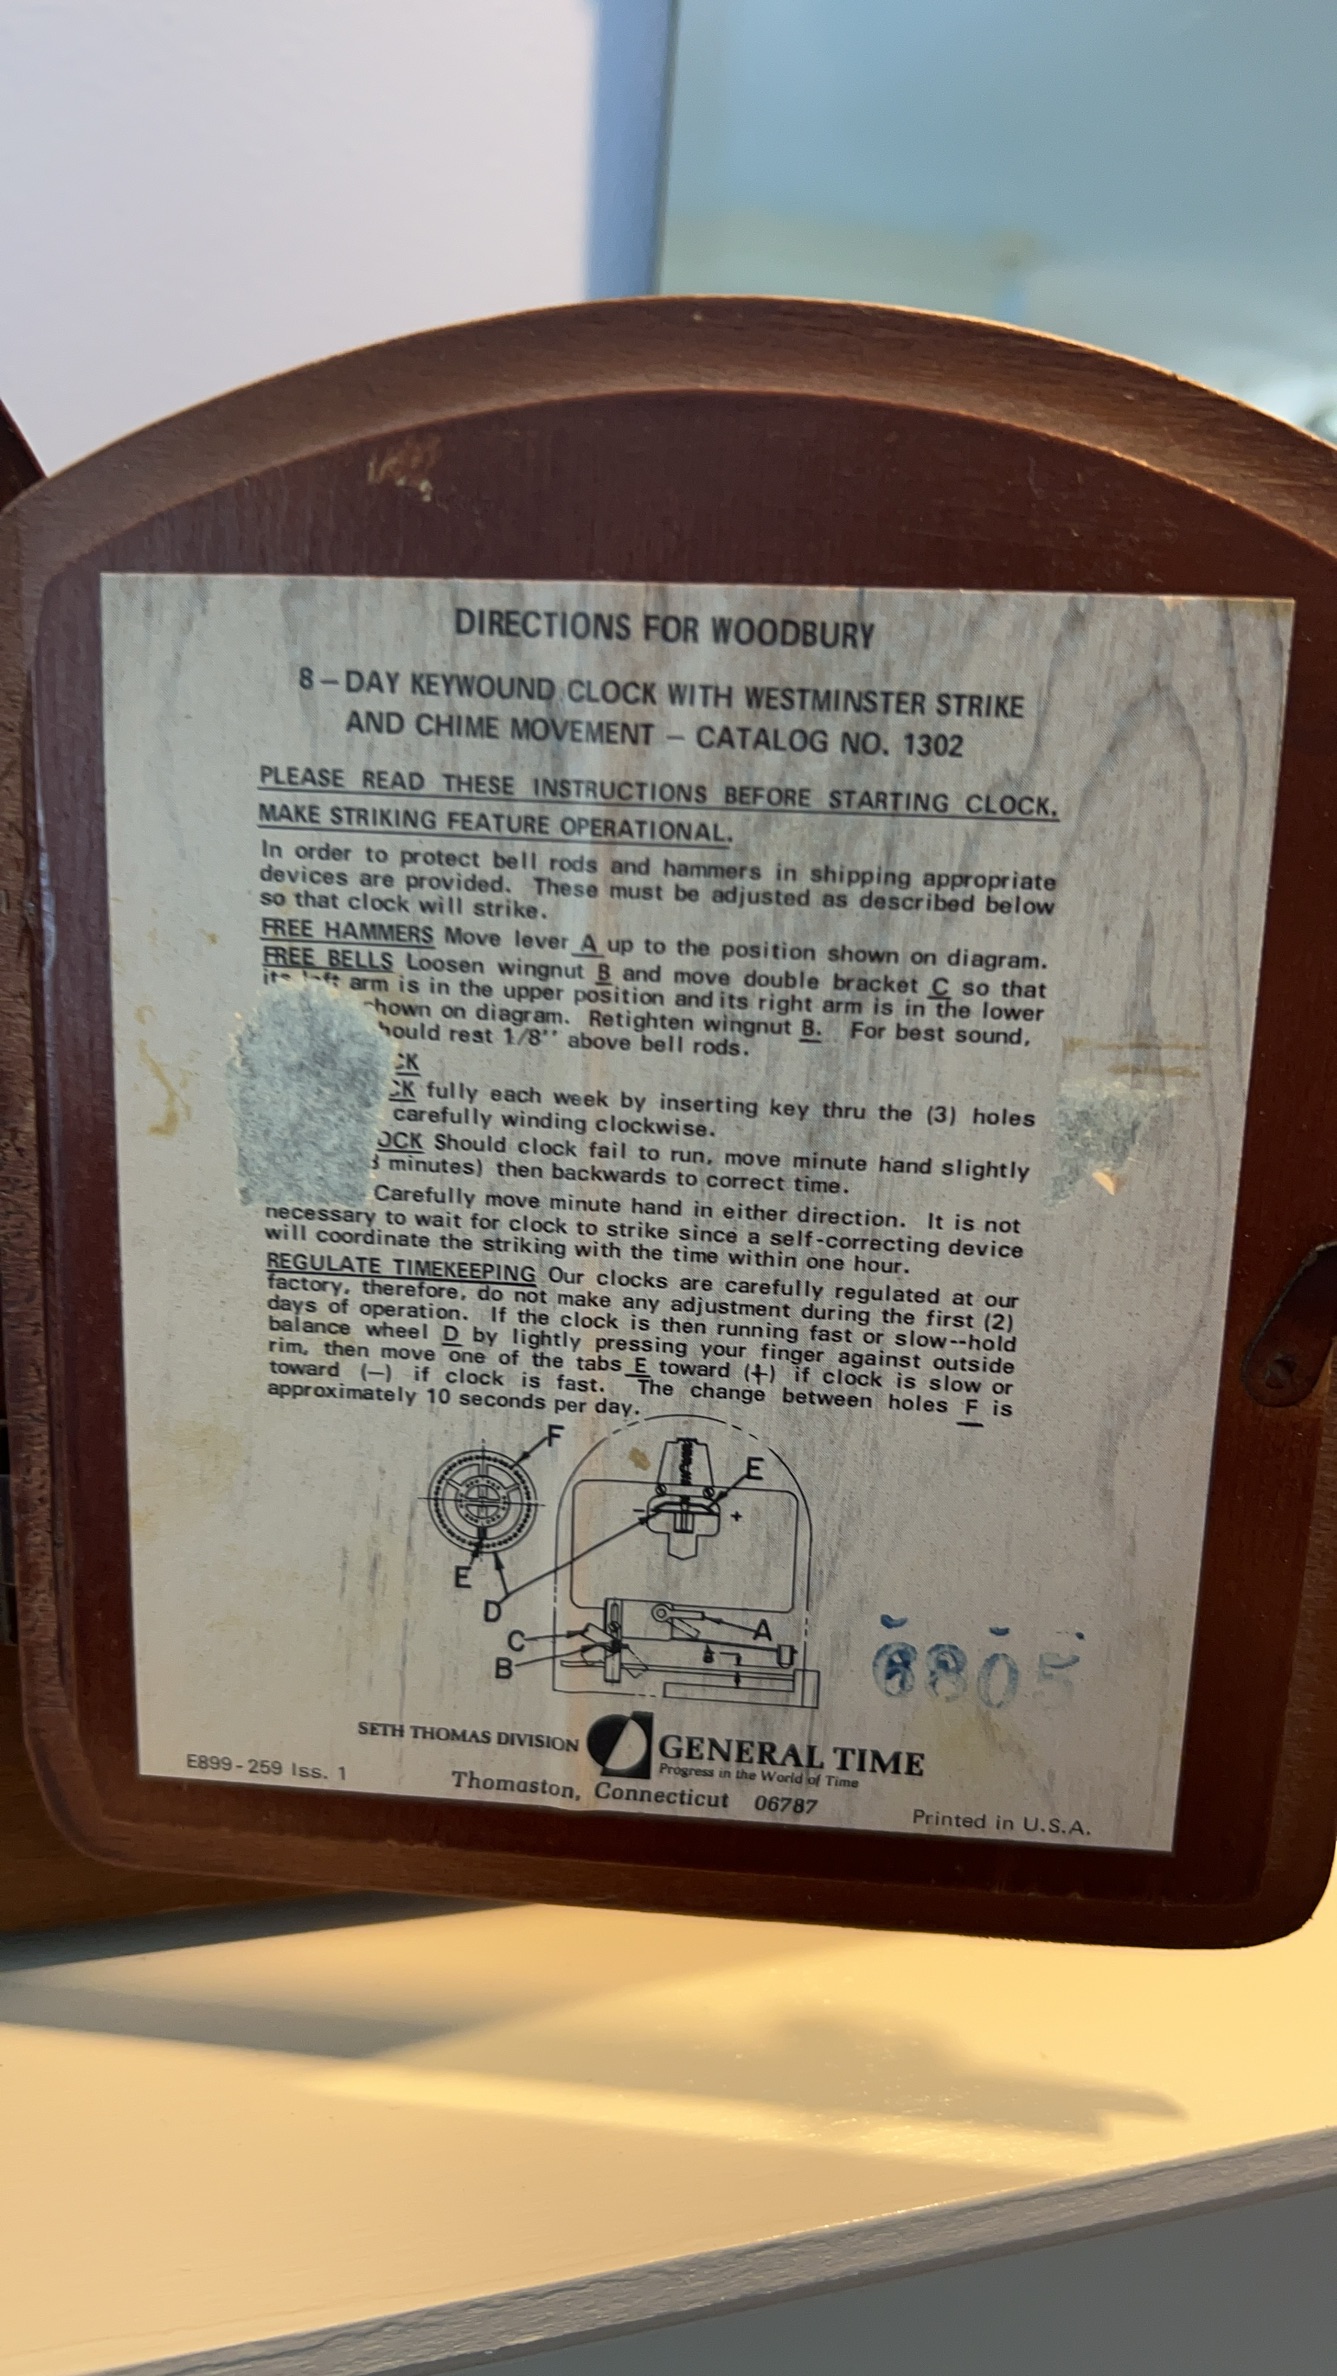 DIRECTIONS FOR WOODBURY
8 – DAY KEYWOUND CLOCK WITH WESTMINSTER STRIKE
AND CHIME MOVEMENT – CATALOG NO. 1302
PLEASE READ THESE INSTRUCTIONS BEFORE STARTING CLOCK.
MAKE STRIKING FEATURE OPERATIONAL.
In order to protect bell rods and hammers in shipping appropriate
devices are provided. These must be adjusted as described below
so that clock will strike.
FREE HAMMERS Move lever A up to the position shown on diagram.
FREE BELLS Loosen wingnut B and move double bracket C so that
its left arm is in the upper position and its right arm is in the lower
on diagram. Retighten wingnut B. For best sound,
rest 1/8'' above bell rods.
fully each week by inserting key thru the (3) holes
carefully winding clockwise.
Should clock fail to run, move minute hand slightly
minutes) then backwards to correct time.
Carefully move minute hand in either direction. It is not
necessary to wait for clock to strike since a self-correcting device
will coordinate the striking with the time within one hour.
REGULATE TIMEKEEPING Our clocks are carefully regulated at our
factory, therefore, do not make any adjustment during the first (2)
days of operation. If the clock is then running fast or slow--hold
balance wheel D by lightly pressing your finger against outside
rim, then move one of the tabs E toward (+) if clock is slow or
toward (—) if clock is fast. The change between holes F is
approximately 10 seconds per day.
F
E
- +
E
D
A
C
B
SETH THOMAS DIVISION GENERAL TIME
Progress in the World of Time
E899-259 Iss. 1
Thomaston, Connecticut 06787
Printed in U.S.A.